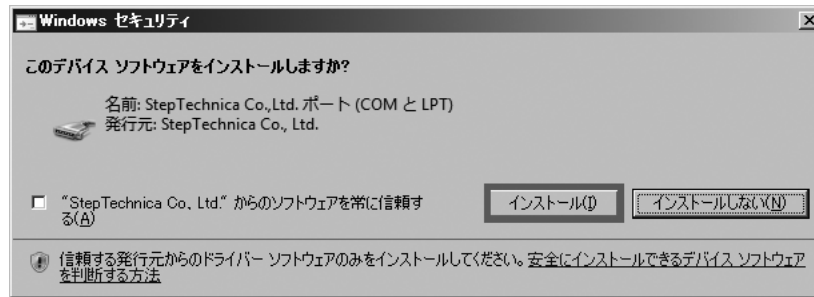 Windows セキュリティ
このデバイス ソフトウェアをインストールしますか?
名前: StepTechnica Co.,Ltd. ポート (COM と LPT)
発行元: StepTechnica Co., Ltd.
“StepTechnica Co., Ltd.” からのソフトウェアを常に信頼す
る(A)
インストール(I)
インストールしない(N)
信頼する発行元からのドライバー ソフトウェアのみをインストールしてください。安全にインストールできるデバイス ソフトウェア
を判断する方法